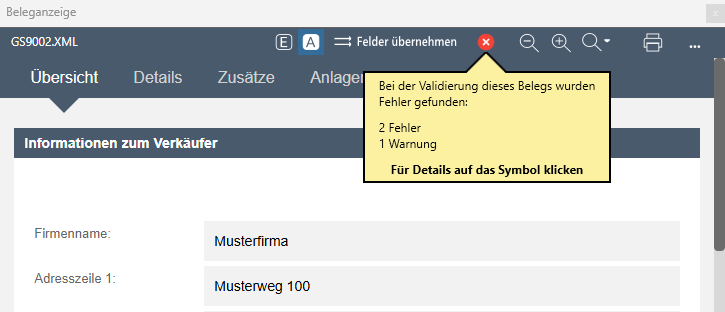 Beleganzeige x
GS9002.XML E A Felder übernehmen ...
Übersicht Details Zusätze Anlagen
Bei der Validierung dieses Belegs wurden
Fehler gefunden:
2 Fehler
1 Warnung
Für Details auf das Symbol klicken
Informationen zum Verkäufer
Firmenname: Musterfirma
Adresszeile 1: Musterweg 100